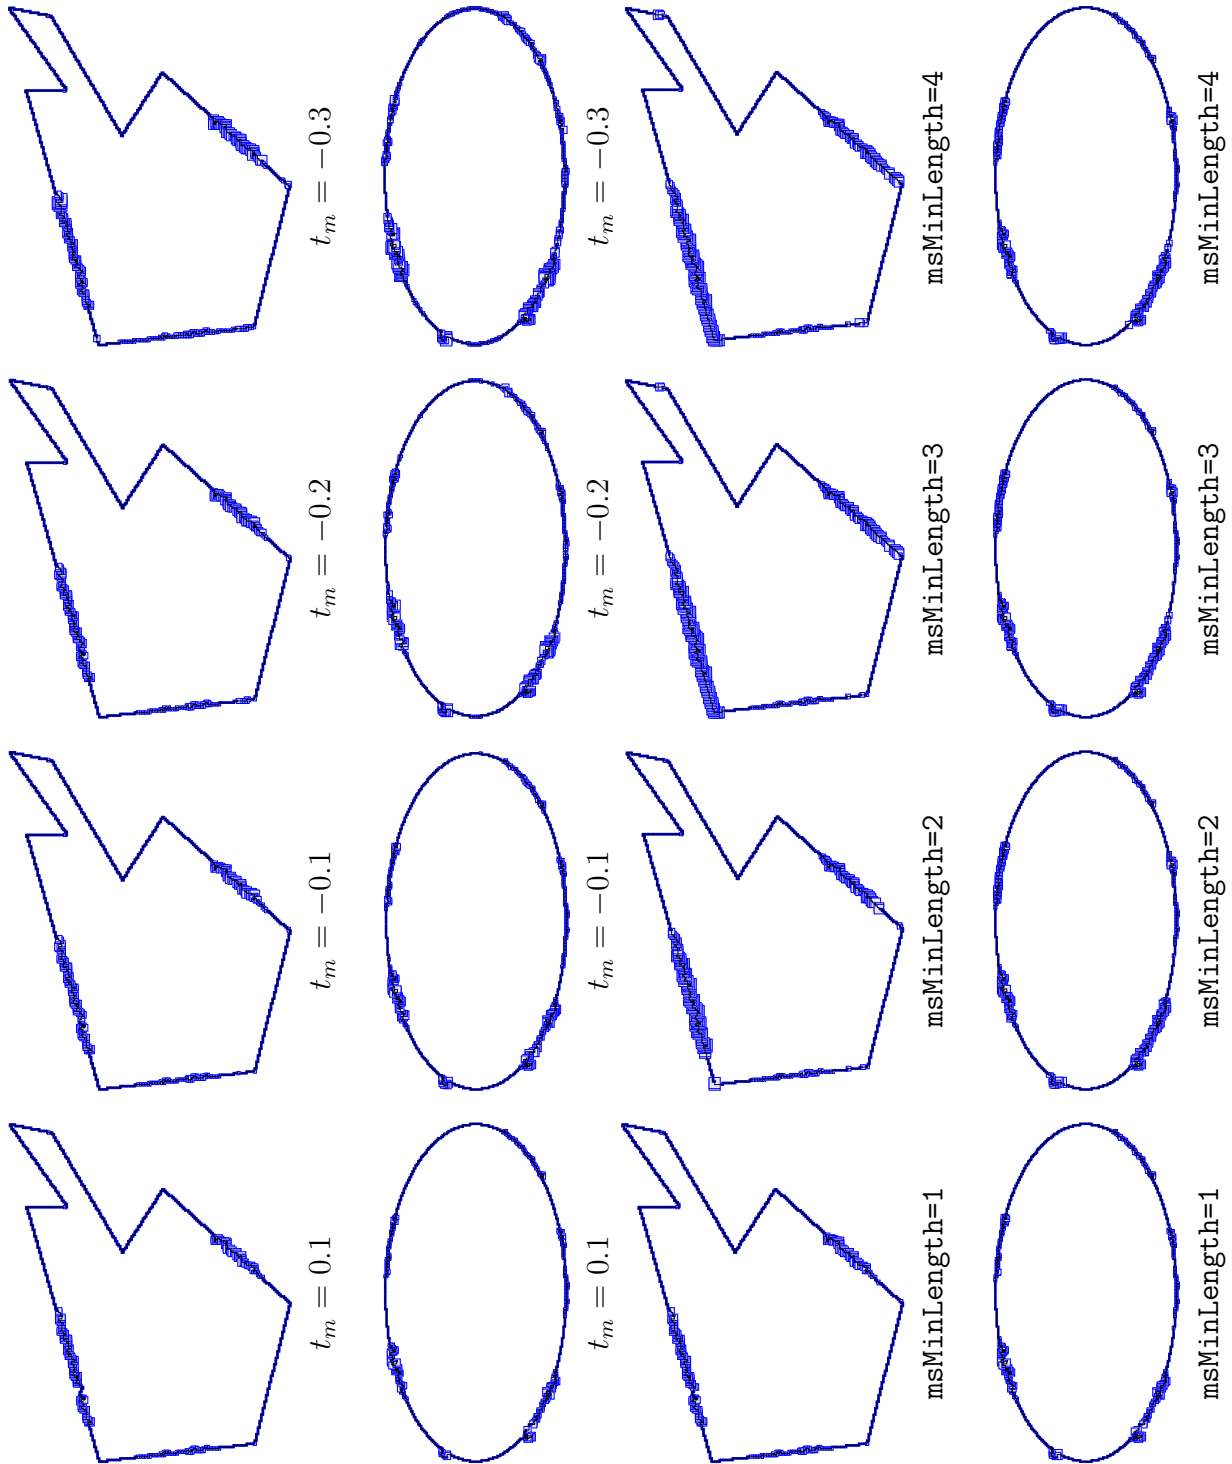 t_m = 0.1
t_m = −0.1
t_m = −0.2
t_m = −0.3
t_m = 0.1
t_m = −0.1
t_m = −0.2
t_m = −0.3
msMinLength=1
msMinLength=2
msMinLength=3
msMinLength=4
msMinLength=1
msMinLength=2
msMinLength=3
msMinLength=4